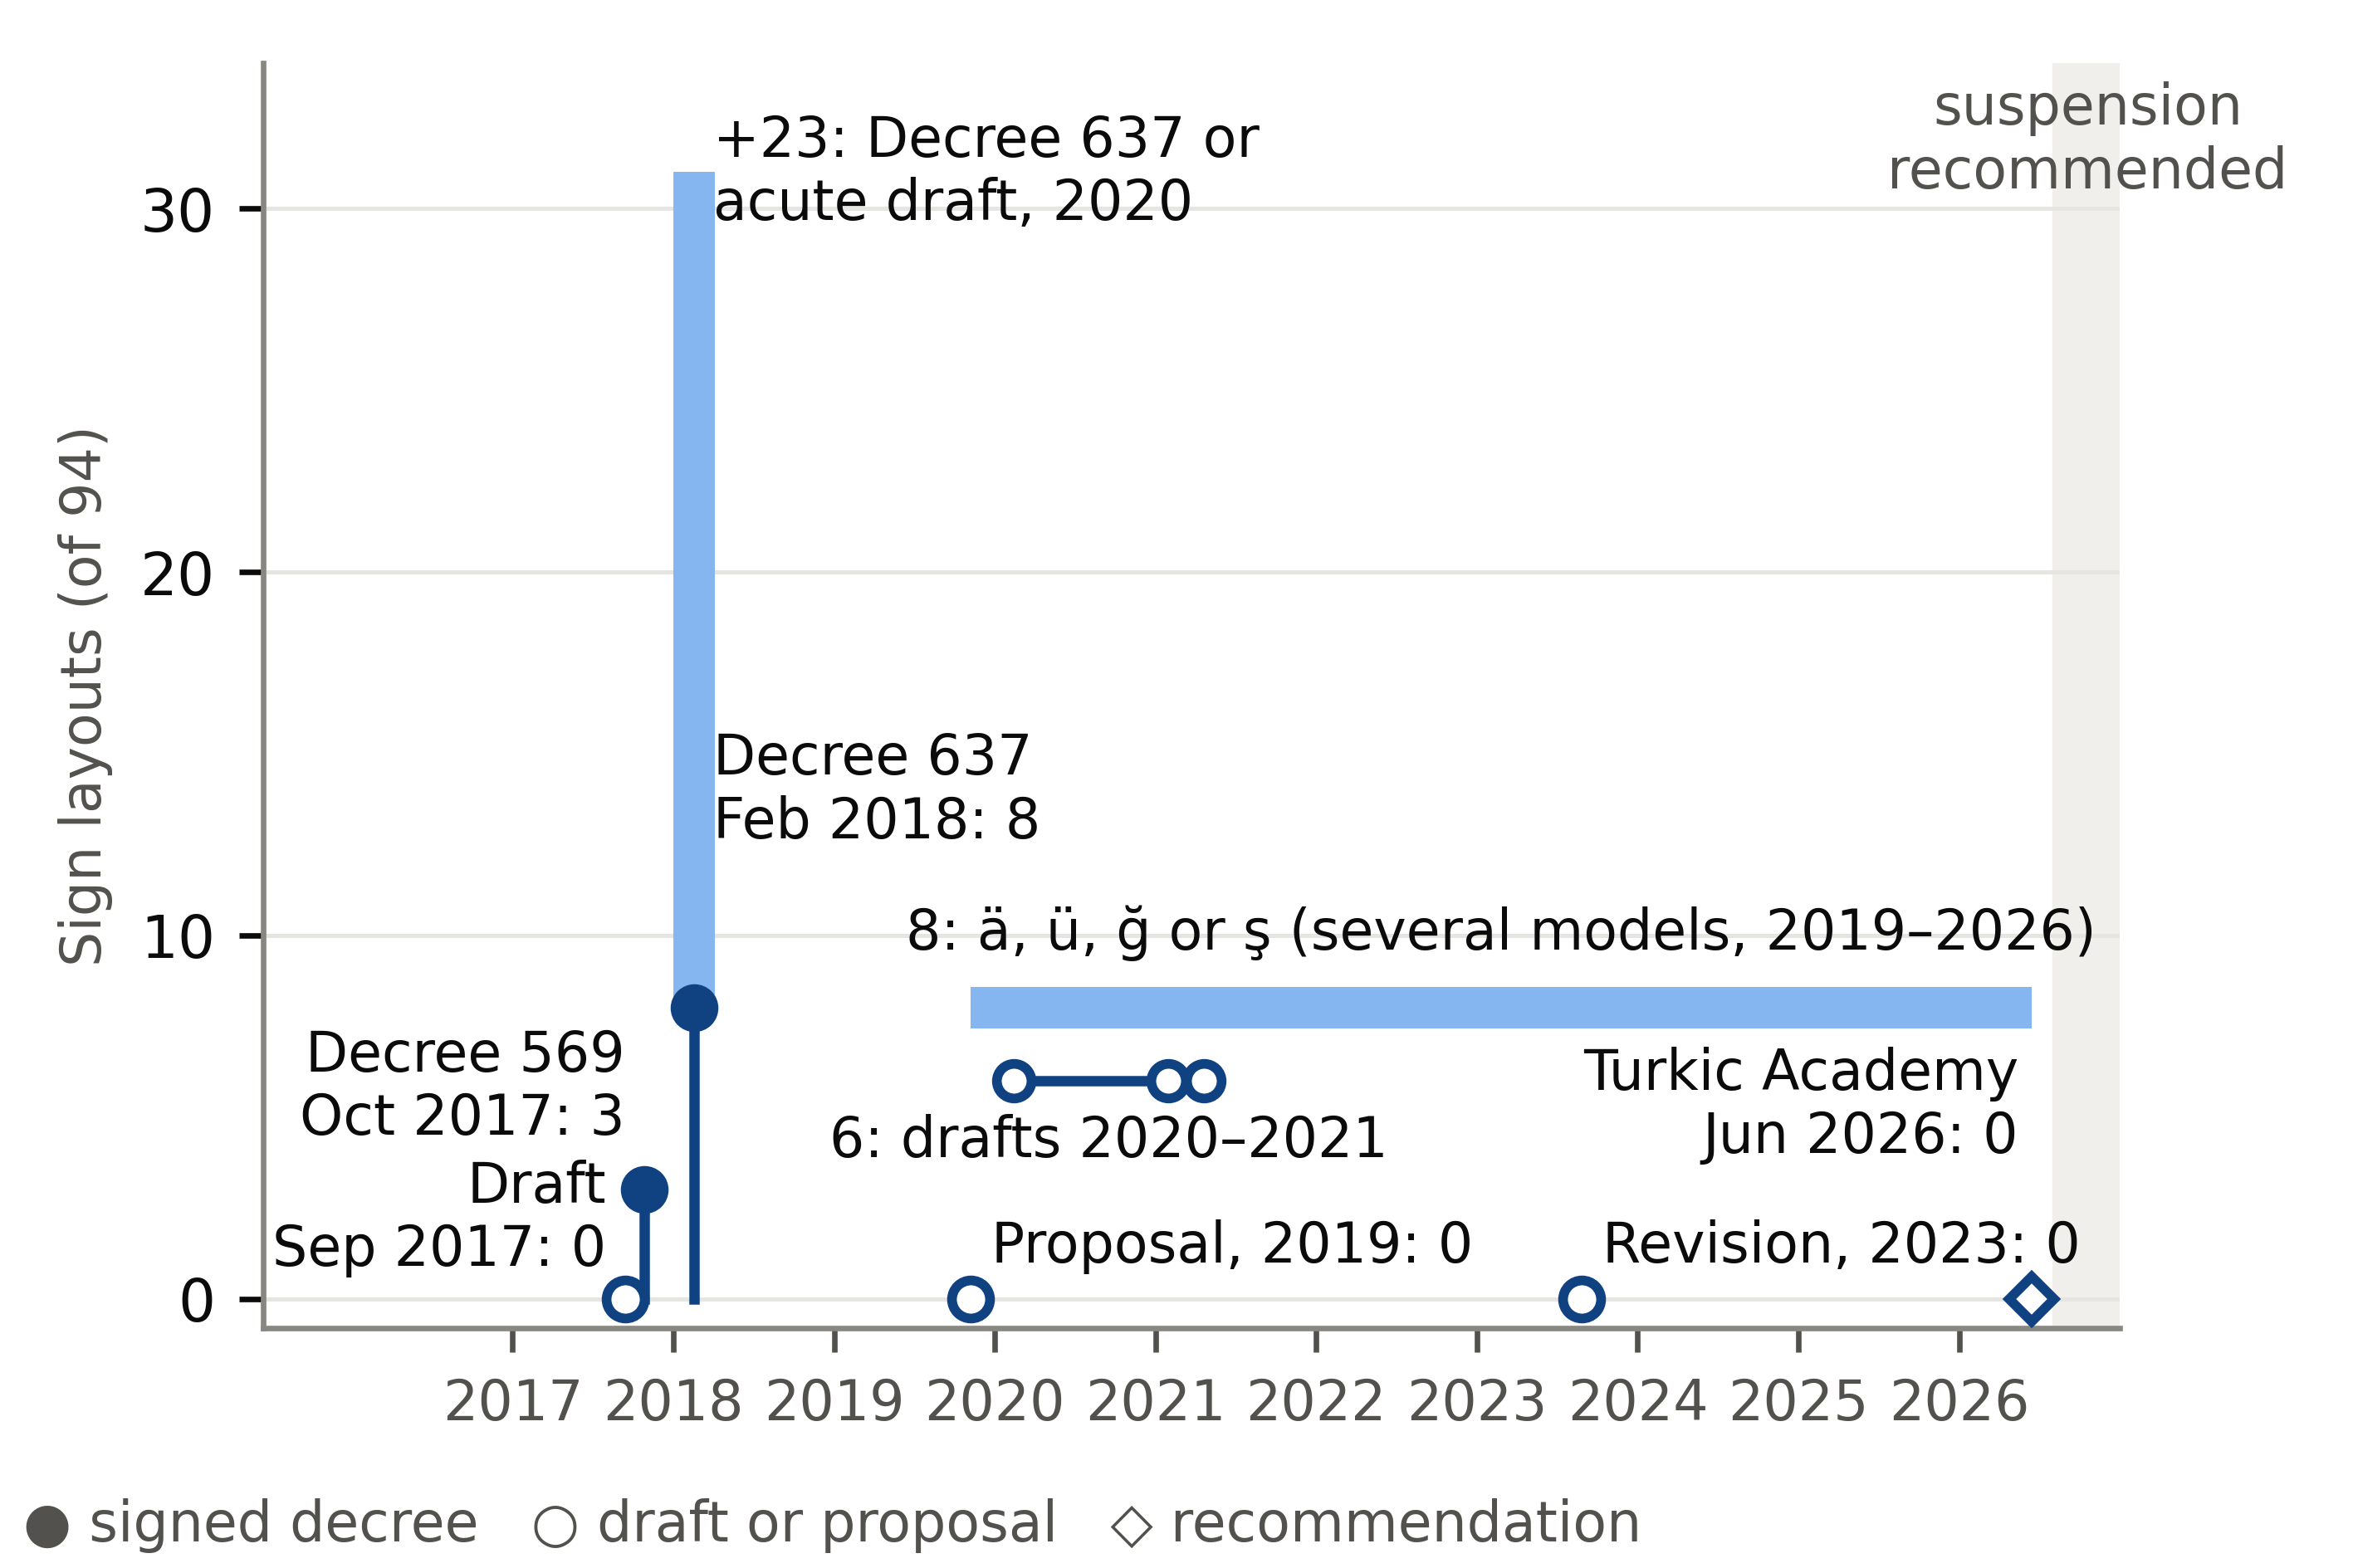 suspension
recommended
+23: Decree 637 or
acute draft, 2020
30
20
Sign layouts (of 94)
Decree 637
Feb 2018: 8
10
8: ä, ü, ğ or ş (several models, 2019–2026)
Decree 569
Oct 2017: 3
Turkic Academy
Jun 2026: 0
6: drafts 2020–2021
Draft
Sep 2017: 0
Proposal, 2019: 0
Revision, 2023: 0
0
2017 2018 2019 2020 2021 2022 2023 2024 2025 2026
signed decree draft or proposal recommendation